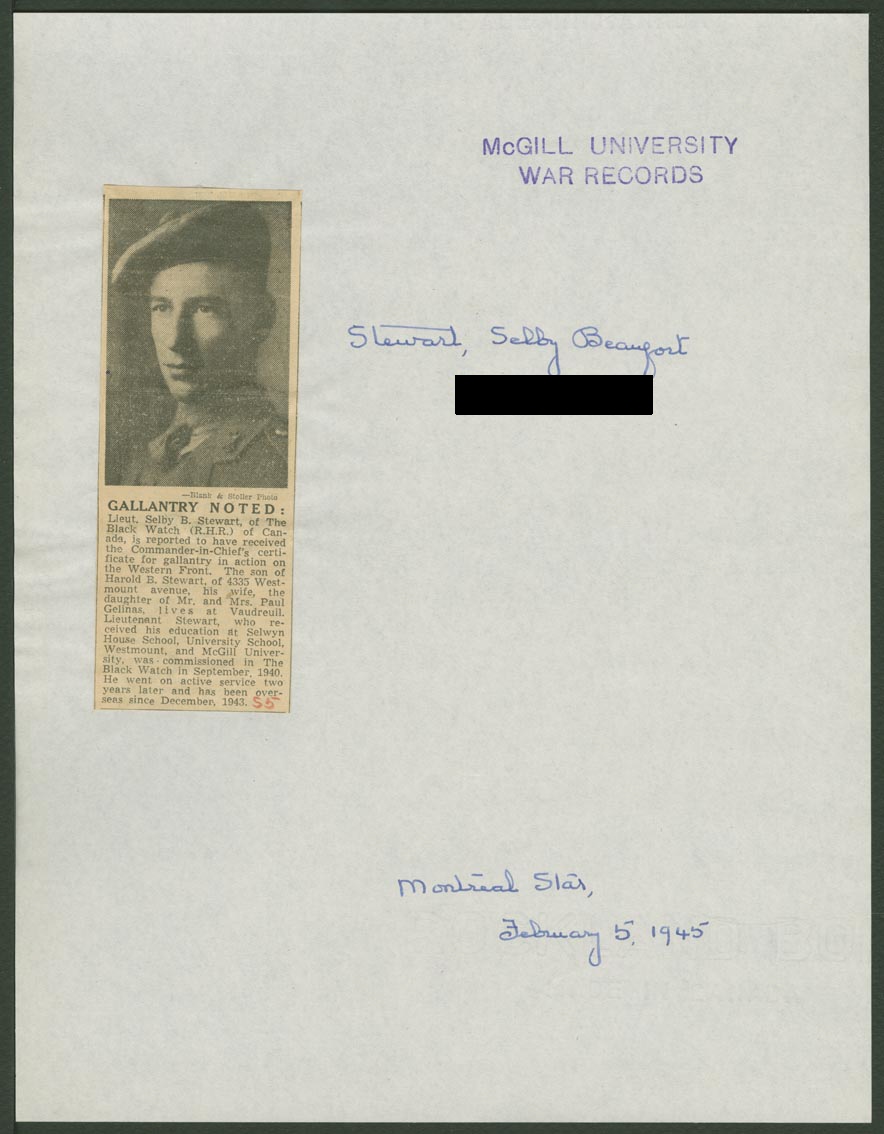 McGILL UNIVERSITY
WAR RECORDS
Stewart, Selby Beaufort
—Blank & Stoller Photo
GALLANTRY NOTED:
Lieut. Selby B. Stewart, of The
Black Watch (R.H.R.) of Can-
ada, is reported to have received
the Commander-in-Chief's certi-
ficate for gallantry in action on
the Western Front. The son of
Harold B. Stewart, of 4335 West-
mount avenue, his wife, the
daughter of Mr. and Mrs. Paul
Gelinas, lives at Vaudreuil.
Lieutenant Stewart, who re-
ceived his education at Selwyn
House School, University School,
Westmount, and McGill Univer-
sity, was commissioned in The
Black Watch in September, 1940.
He went on active service two
years later and has been over-
seas since December, 1943. S5
Montreal Star,
February 5, 1945